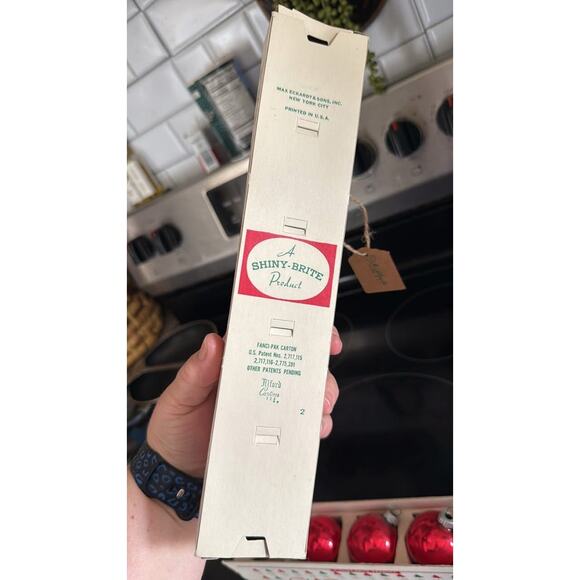 MAX ECKARDT & SONS, INC.
NEW YORK CITY
PRINTED IN U.S.A.
A
SHINY-BRITE
Product
FANCI-PAK CARTON
U.S. Patent Nos. 2,717,115
2,717,116-2,775,391
OTHER PATENTS PENDING
Alford
Cartons
2